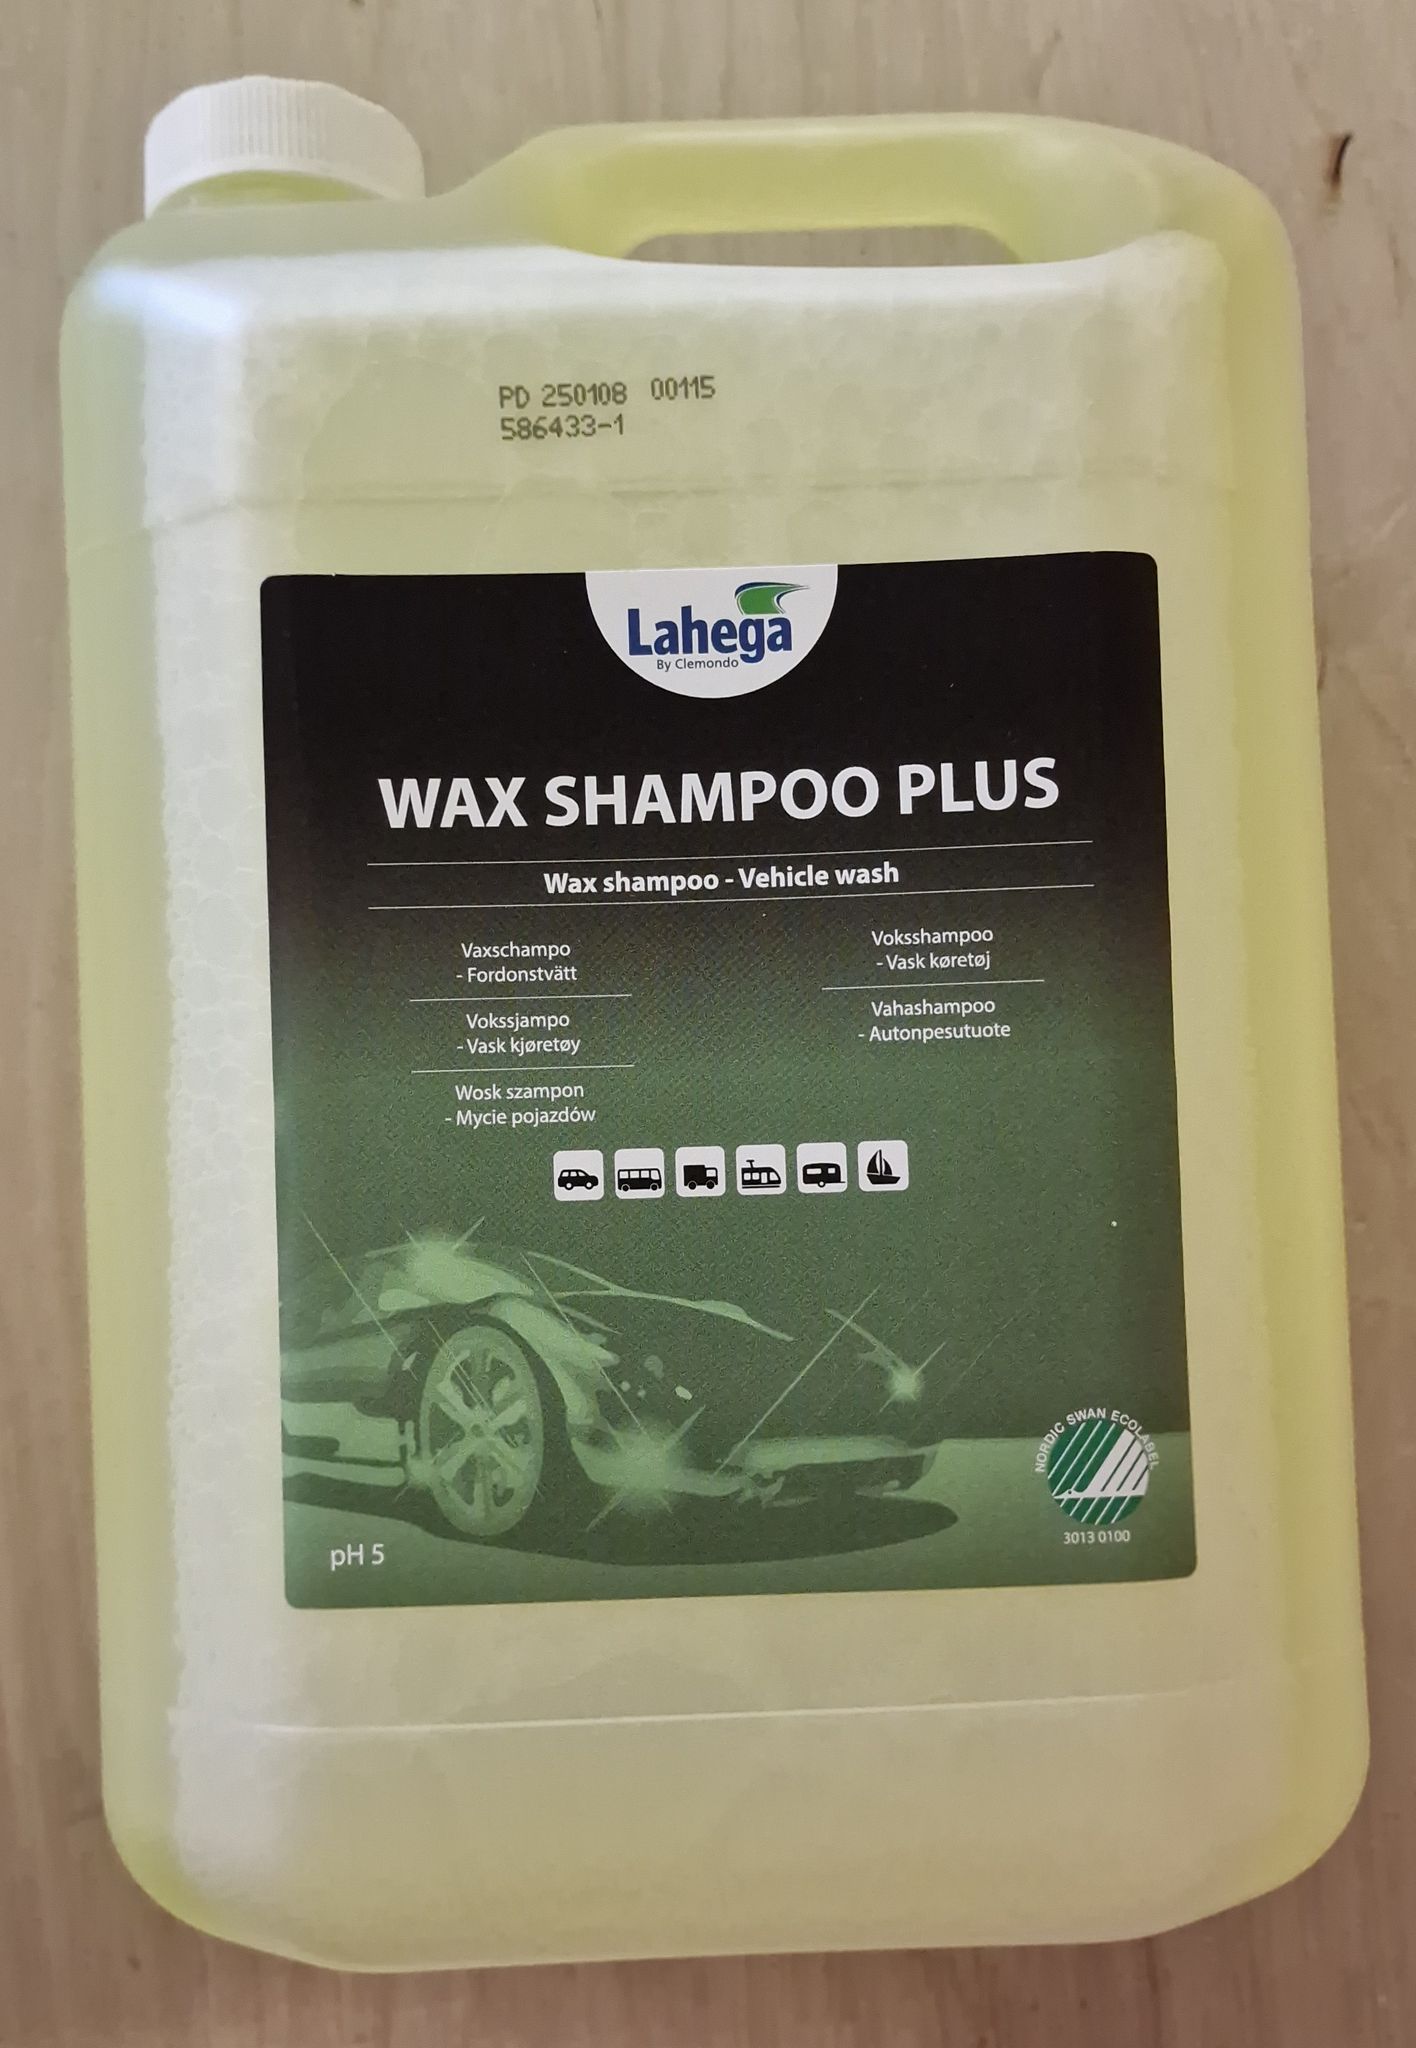 PD 250108 00115
586433-1
Lahega
By Clemondo
WAX SHAMPOO PLUS
Wax shampoo - Vehicle wash
Vaxschampo
- Fordonstvätt
Vokssjampo
- Vask kjøretøy
Wosk szampon
- Mycie pojazdów
Voksshampoo
- Vask køretøj
Vahashampoo
- Autonpesutuote
NORDIC SWAN ECOLABEL
3013 0100
pH 5